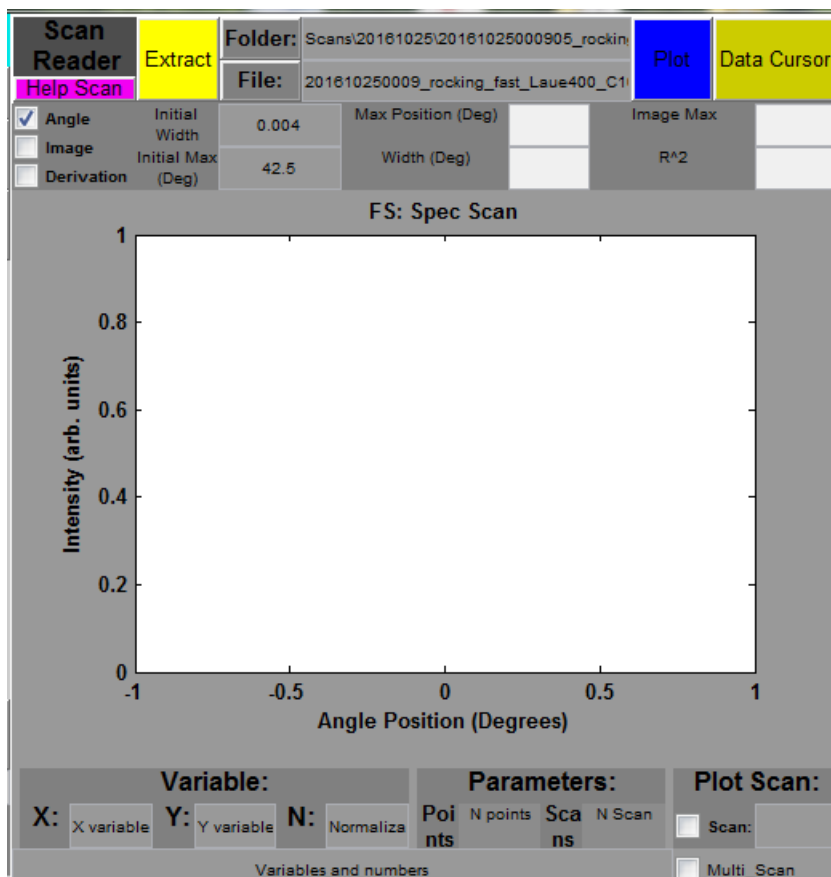 Scan
Reader
Help Scan
Extract
Folder:
Scans\20161025\20161025000905_rocking
File:
201610250009_rocking_fast_Laue400_C10
Plot
Data Cursor
Angle
Image
Derivation
Initial
Width
0.004
Initial Max
(Deg)
42.5
Max Position (Deg)
Width (Deg)
Image Max
R^2
FS: Spec Scan
Intensity (arb. units)
1
0.8
0.6
0.4
0.2
0
-1
-0.5
0
0.5
1
Angle Position (Degrees)
Variable:
X:
X variable
Y:
Y variable
N:
Normaliza
Variables and numbers
Parameters:
Poi
nts
N points
Sca
ns
N Scan
Plot Scan:
Scan:
Multi Scan